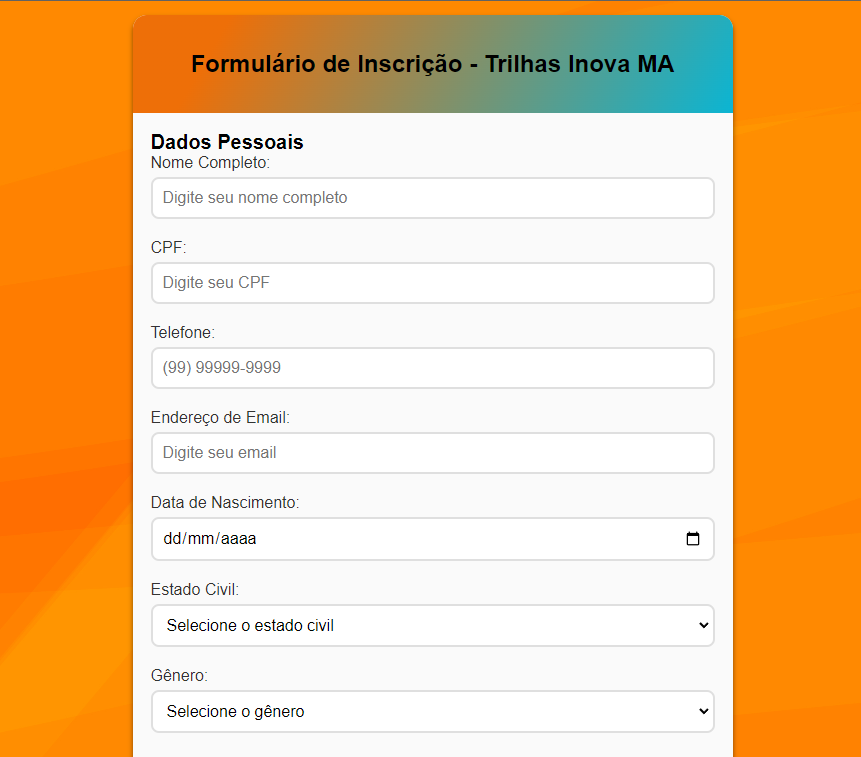 Formulário de Inscrição - Trilhas Inova MA
Dados Pessoais
Nome Completo:
Digite seu nome completo
CPF:
Digite seu CPF
Telefone:
(99) 99999-9999
Endereço de Email:
Digite seu email
Data de Nascimento:
dd/mm/aaaa
Estado Civil:
Selecione o estado civil
Gênero:
Selecione o gênero